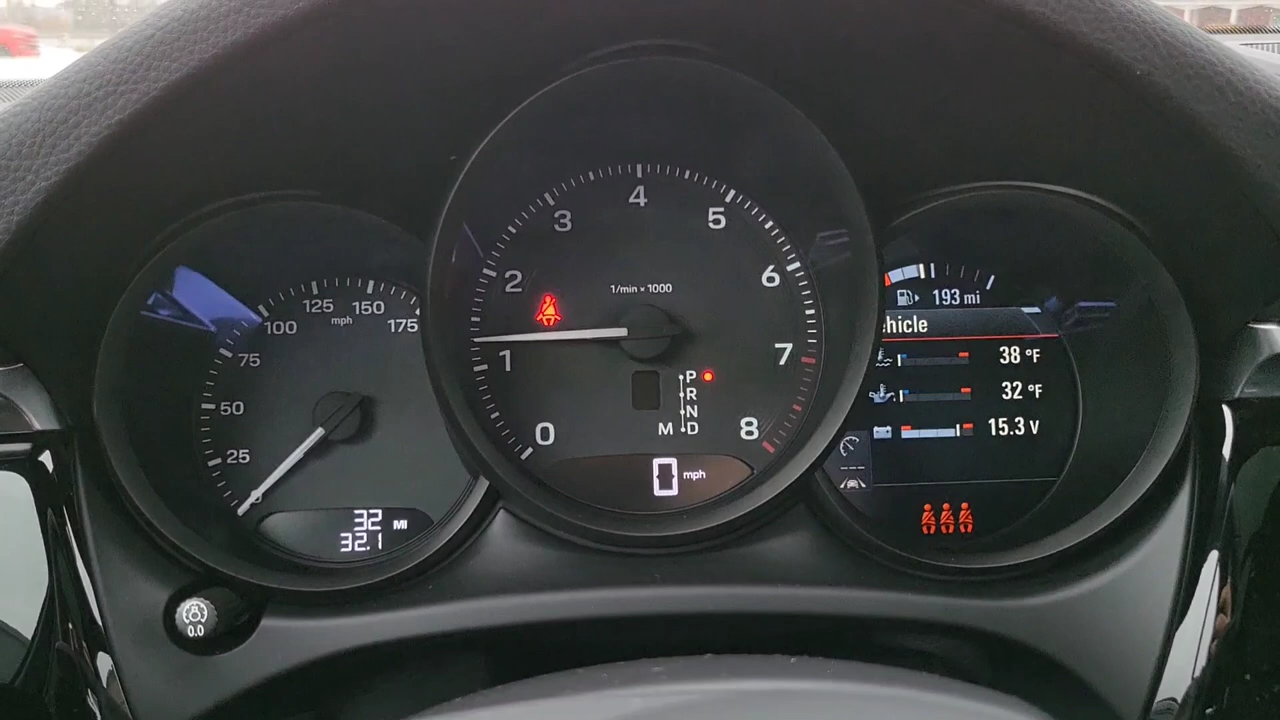 25
50
75
100
125
150
175
mph
32 MI
32.1
0.0
0
1
2
3
4
5
6
7
8
1/min × 1000
P
R
N
M D
0 mph
193 mi
hicle
38 °F
32 °F
15.3 V